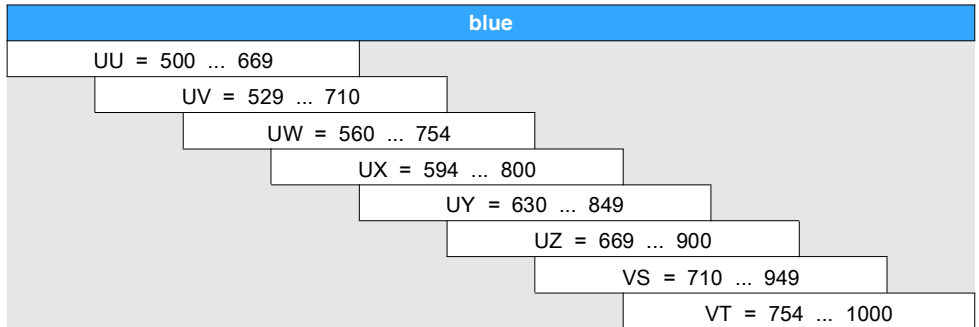 blue
UU = 500 ... 669
UV = 529 ... 710
UW = 560 ... 754
UX = 594 ... 800
UY = 630 ... 849
UZ = 669 ... 900
VS = 710 ... 949
VT = 754 ... 1000